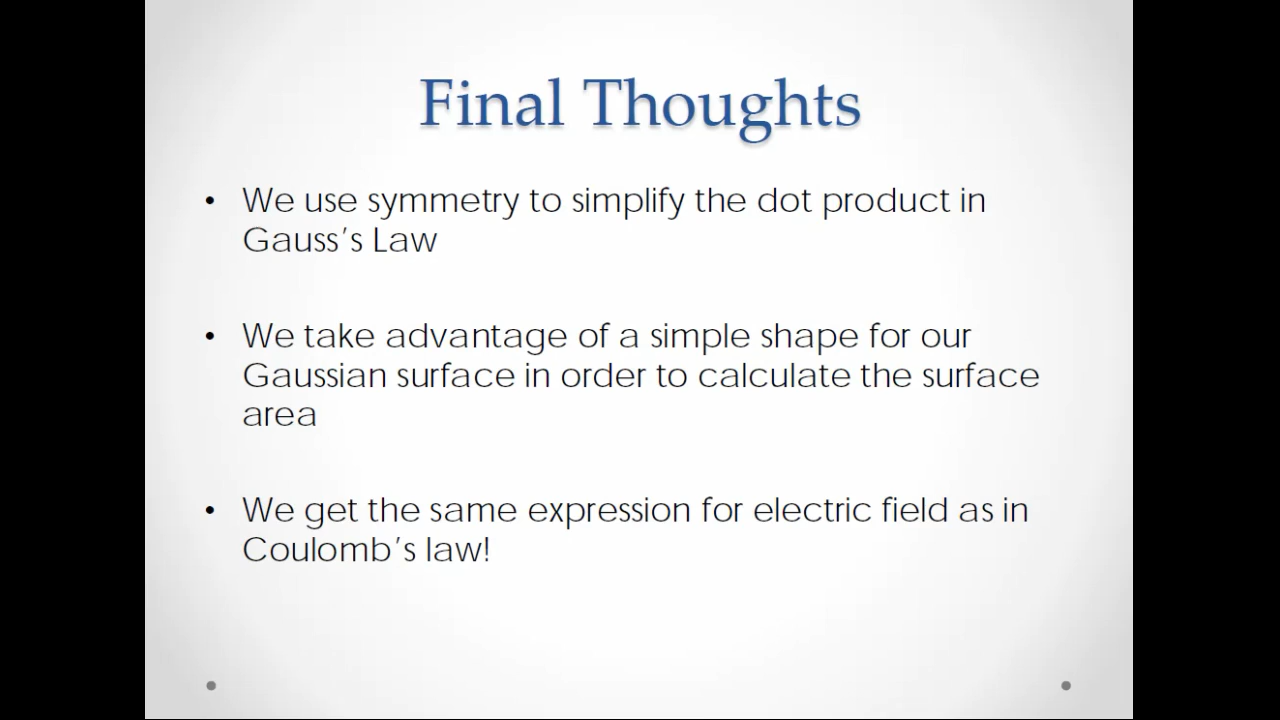 Final Thoughts
• We use symmetry to simplify the dot product in
Gauss's Law
• We take advantage of a simple shape for our
Gaussian surface in order to calculate the surface
area
• We get the same expression for electric field as in
Coulomb's law!